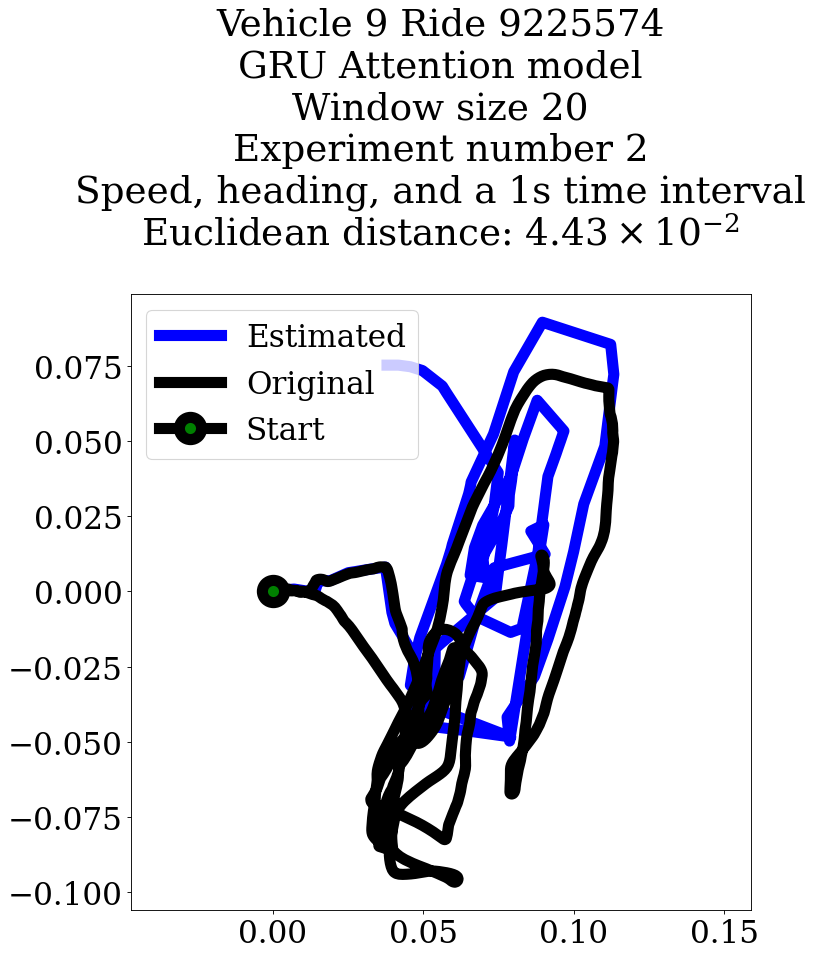 Vehicle 9 Ride 9225574
GRU Attention model
Window size 20
Experiment number 2
Speed, heading, and a 1s time interval
Euclidean distance: 4.43 × 10⁻²
Estimated
Original
Start
0.075
0.050
0.025
0.000
−0.025
−0.050
−0.075
−0.100
0.00 0.05 0.10 0.15